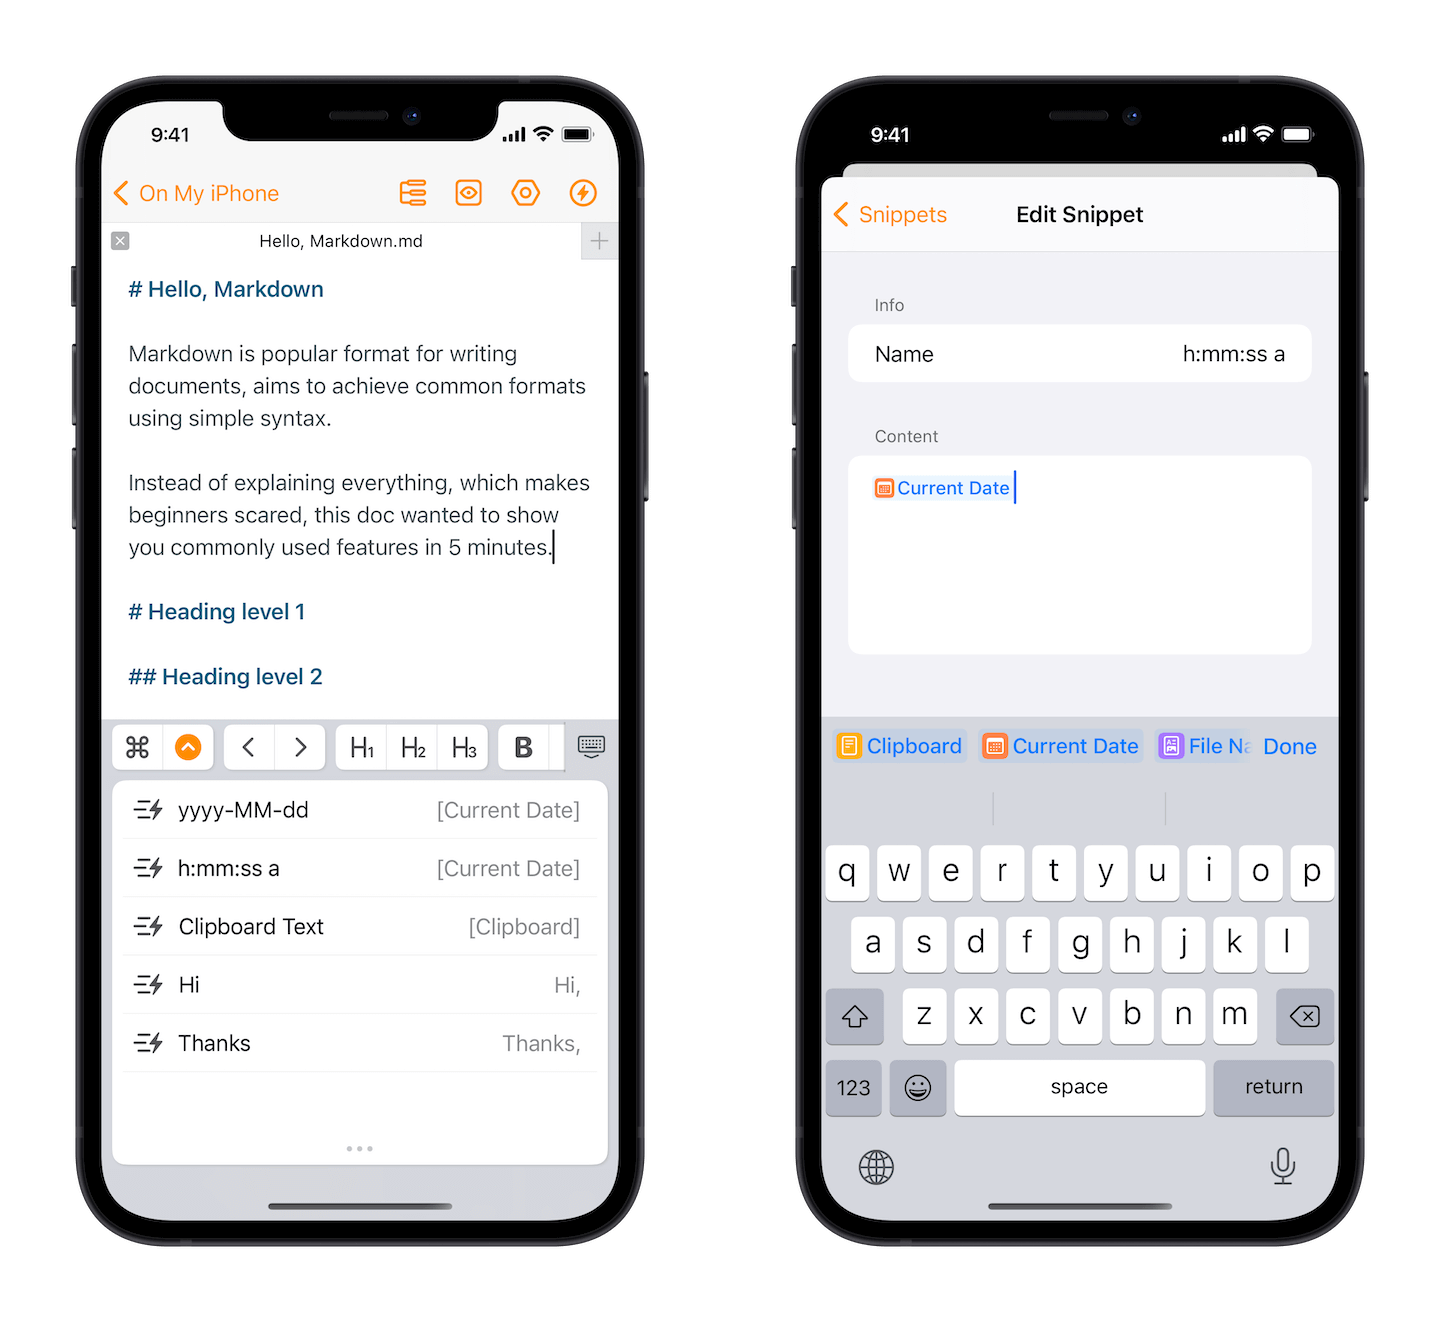 9:41
On My iPhone
Hello, Markdown.md
# Hello, Markdown
Markdown is popular format for writing
documents, aims to achieve common formats
using simple syntax.
Instead of explaining everything, which makes
beginners scared, this doc wanted to show
you commonly used features in 5 minutes.
# Heading level 1
## Heading level 2
⌘ H1 H2 H3 B
yyyy-MM-dd [Current Date]
h:mm:ss a [Current Date]
Clipboard Text [Clipboard]
Hi Hi,
Thanks Thanks,
9:41
Snippets Edit Snippet
Info
Name h:mm:ss a
Content
Current Date
Clipboard Current Date File Na Done
q w e r t y u i o p
a s d f g h j k l
z x c v b n m
123 space return